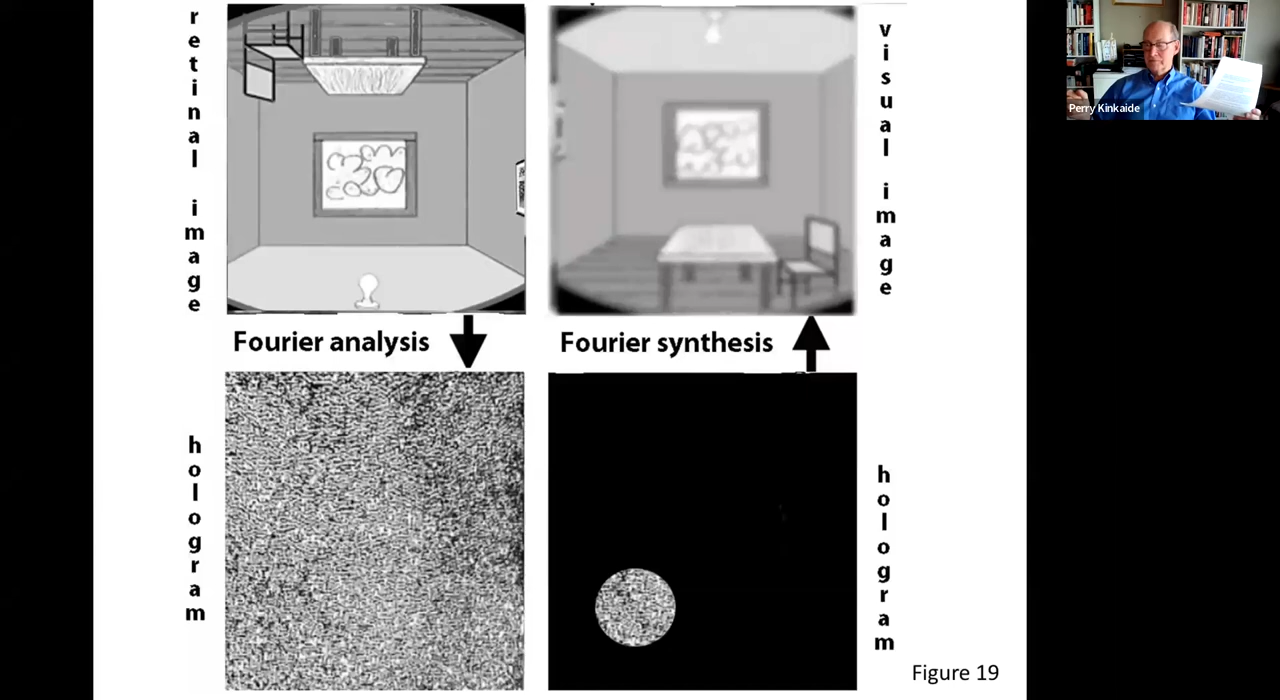 retinal image
visual image
Perry Kinkaide
Fourier analysis
Fourier synthesis
hologram
hologram
Figure 19